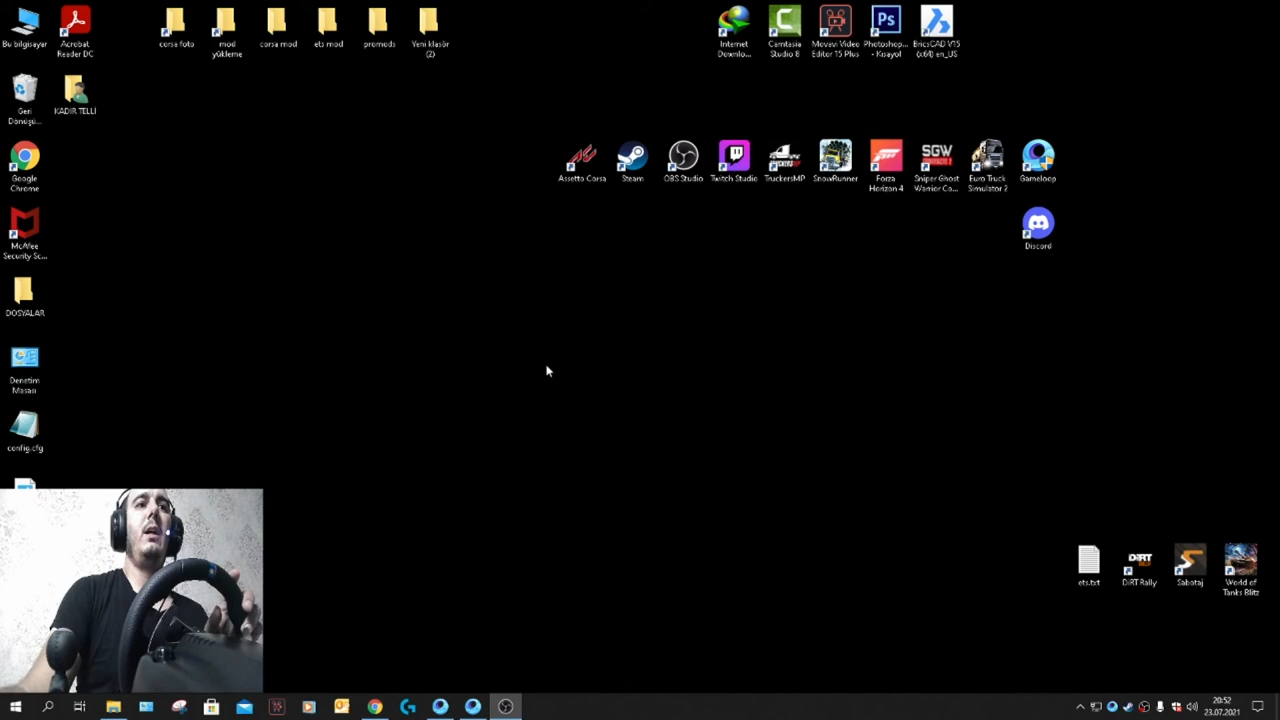 Bu bilgisayar
Acrobat
Reader DC
corsa foto
mod
yükleme
corsa mod
ets mod
promods
Yeni klasör
(2)
Internet
Downlo...
Camtasia
Studio 8
Movavi Video
Editor 15 Plus
Ps
Photoshop...
- Kısayol
BricsCAD V15
(x64) en_US
Geri
Dönüşü...
KADİR TELLİ
Google
Chrome
Assetto Corsa
Steam
OBS Studio
Twitch Studio
TruckersMP
SnowRunner
Forza
Horizon 4
SGW
Sniper Ghost
Warrior Co...
Euro Truck
Simulator 2
Gameloop
McAfee
Security Sc...
Discord
DOSYALAR
Denetim
Masası
config.cfg
ets.txt
DiRT
DiRT Rally
Sabotaj
World of
Tanks Blitz
20:52
23.07.2021